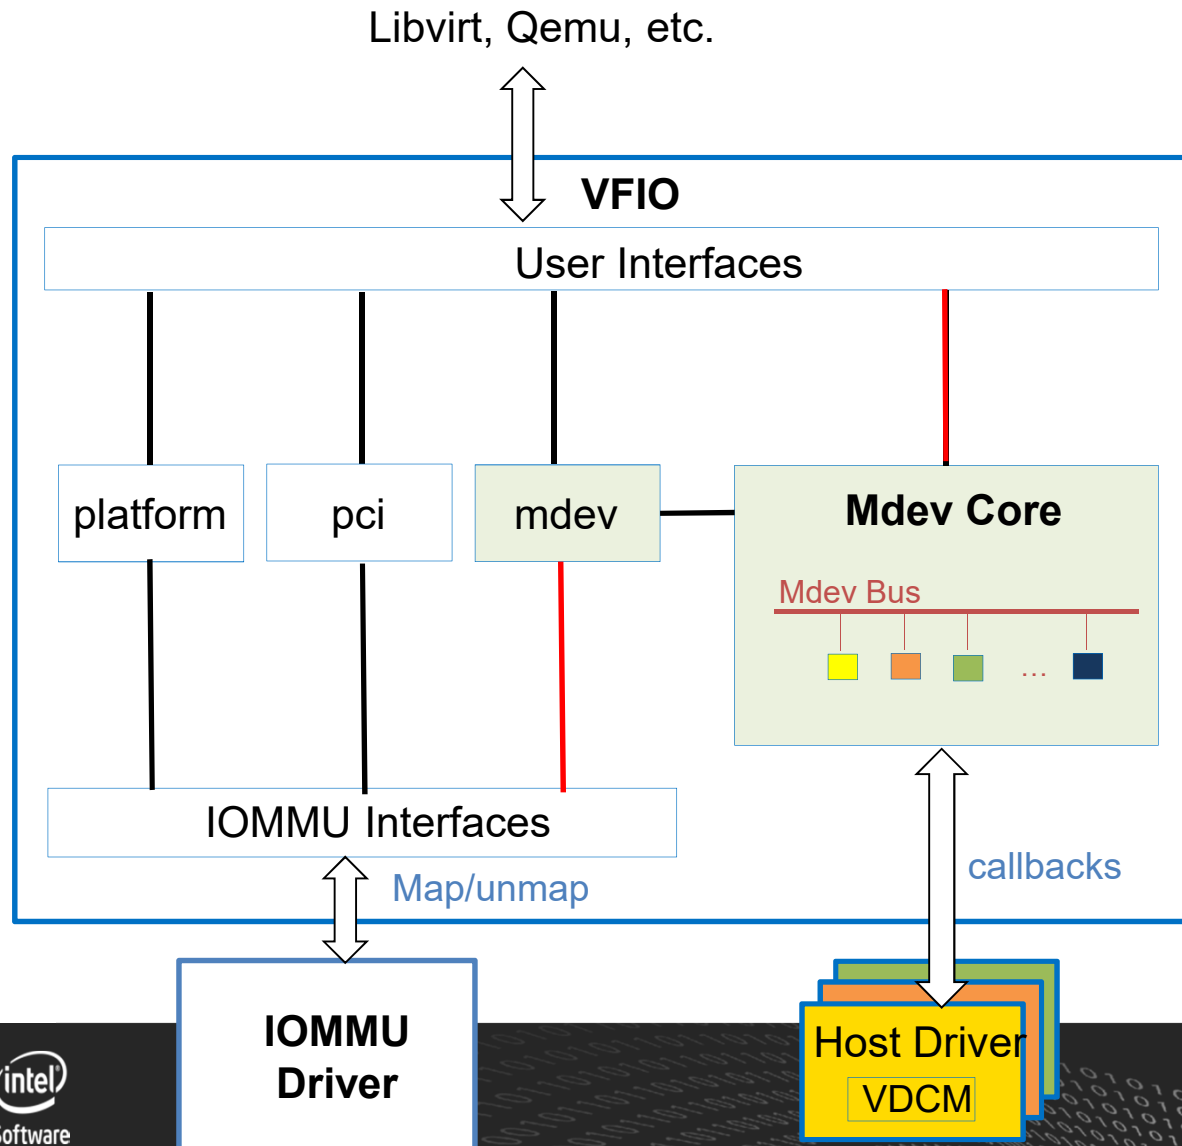 Libvirt, Qemu, etc.
VFIO
User Interfaces
platform
pci
mdev
Mdev Core
Mdev Bus
...
IOMMU Interfaces
Map/unmap
callbacks
IOMMU
Driver
Host Driver
VDCM
intel
Software